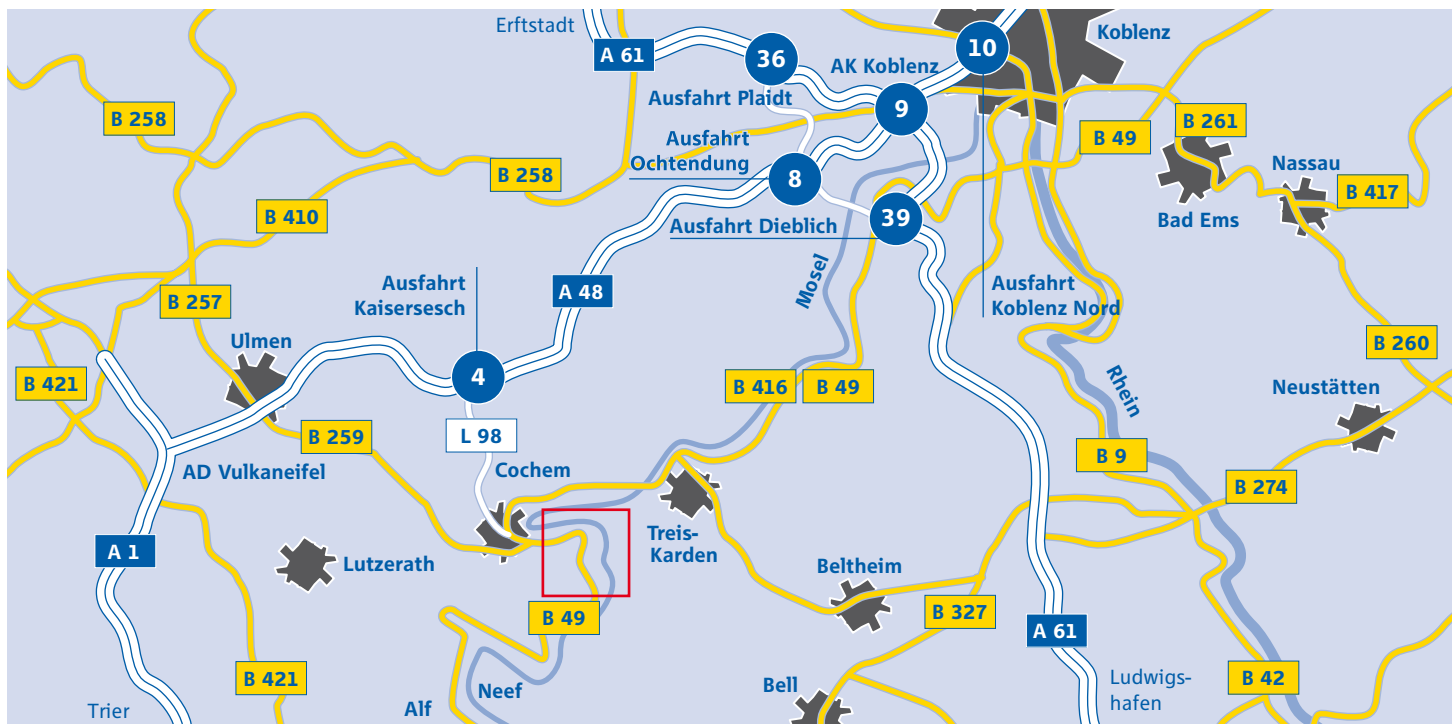 Erftstadt
A 61
36
AK Koblenz
10
Koblenz
Ausfahrt Plaidt
9
B 258
Ausfahrt
Ochtendung
B 49
B 261
Nassau
B 258
8
B 417
B 410
39
Ausfahrt Dieblich
Bad Ems
Mosel
Ausfahrt
Kaisersesch
A 48
Ausfahrt
Koblenz Nord
B 257
Ulmen
B 260
B 421
4
B 416
B 49
Rhein
Neustätten
B 259
L 98
AD Vulkaneifel
Cochem
B 9
B 274
A 1
Lutzerath
Treis-
Karden
Beltheim
B 49
B 327
A 61
B 421
Neef
Bell
Ludwigs-
hafen
B 42
Trier
Alf